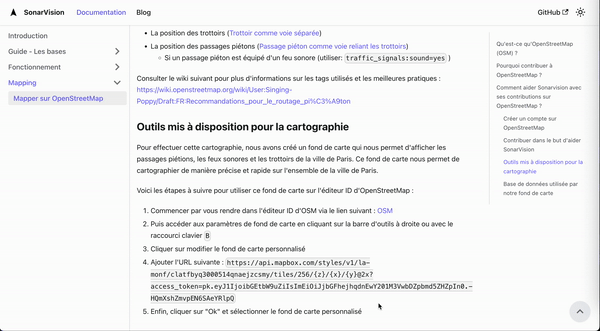 SonarVision Documentation Blog GitHub
Introduction
Guide - Les bases
Fonctionnement
Mapping
Mapper sur OpenStreetMap
La position des trottoirs (Trottoir comme voie séparée)
La position des passages piétons (Passage piéton comme voie reliant les trottoirs)
Si un passage piéton est équipé d'un feu sonore (utiliser: traffic_signals:sound=yes )
Consulter le wiki suivant pour plus d'informations sur les tags utilisés et les meilleures pratiques :
https://wiki.openstreetmap.org/wiki/User:Singing-
Poppy/Draft:FR:Recommandations_pour_le_routage_pi%C3%A9ton
Outils mis à disposition pour la cartographie
Pour effectuer cette cartographie, nous avons créé un fond de carte qui nous permet d'afficher les
passages piétions, les feux sonores et les trottoirs de la ville de Paris. Ce fond de carte nous permet de
cartographier de manière précise et rapide sur l'ensemble de la ville de Paris.
Voici les étapes à suivre pour utiliser ce fond de carte sur l'éditeur ID d'OpenStreetMap :
1. Commencer par vous rendre dans l'éditeur ID d'OSM via le lien suivant : OSM
2. Puis accéder aux paramètres de fond de carte en cliquant sur la barre d'outils à droite ou avec le
raccourci clavier B
3. Cliquer sur modifier le fond de carte personnalisé
4. Ajouter l'URL suivante : https://api.mapbox.com/styles/v1/la-
monf/clatfbyq3000514qnaejzcsmy/tiles/256/{z}/{x}/{y}@2x?
5. Enfin, cliquer sur "Ok" et sélectionner le fond de carte personnalisé
Qu'est-ce qu'OpenStreetMap
(OSM) ?
Pourquoi contribuer à
OpenStreetMap ?
Comment aider Sonarvision avec
ses contributions sur
OpenStreetMap ?
Créer un compte sur
OpenStreetMap
Contribuer dans le but d'aider
SonarVision
Outils mis à disposition pour la
cartographie
Base de données utilisée par
notre fond de carte